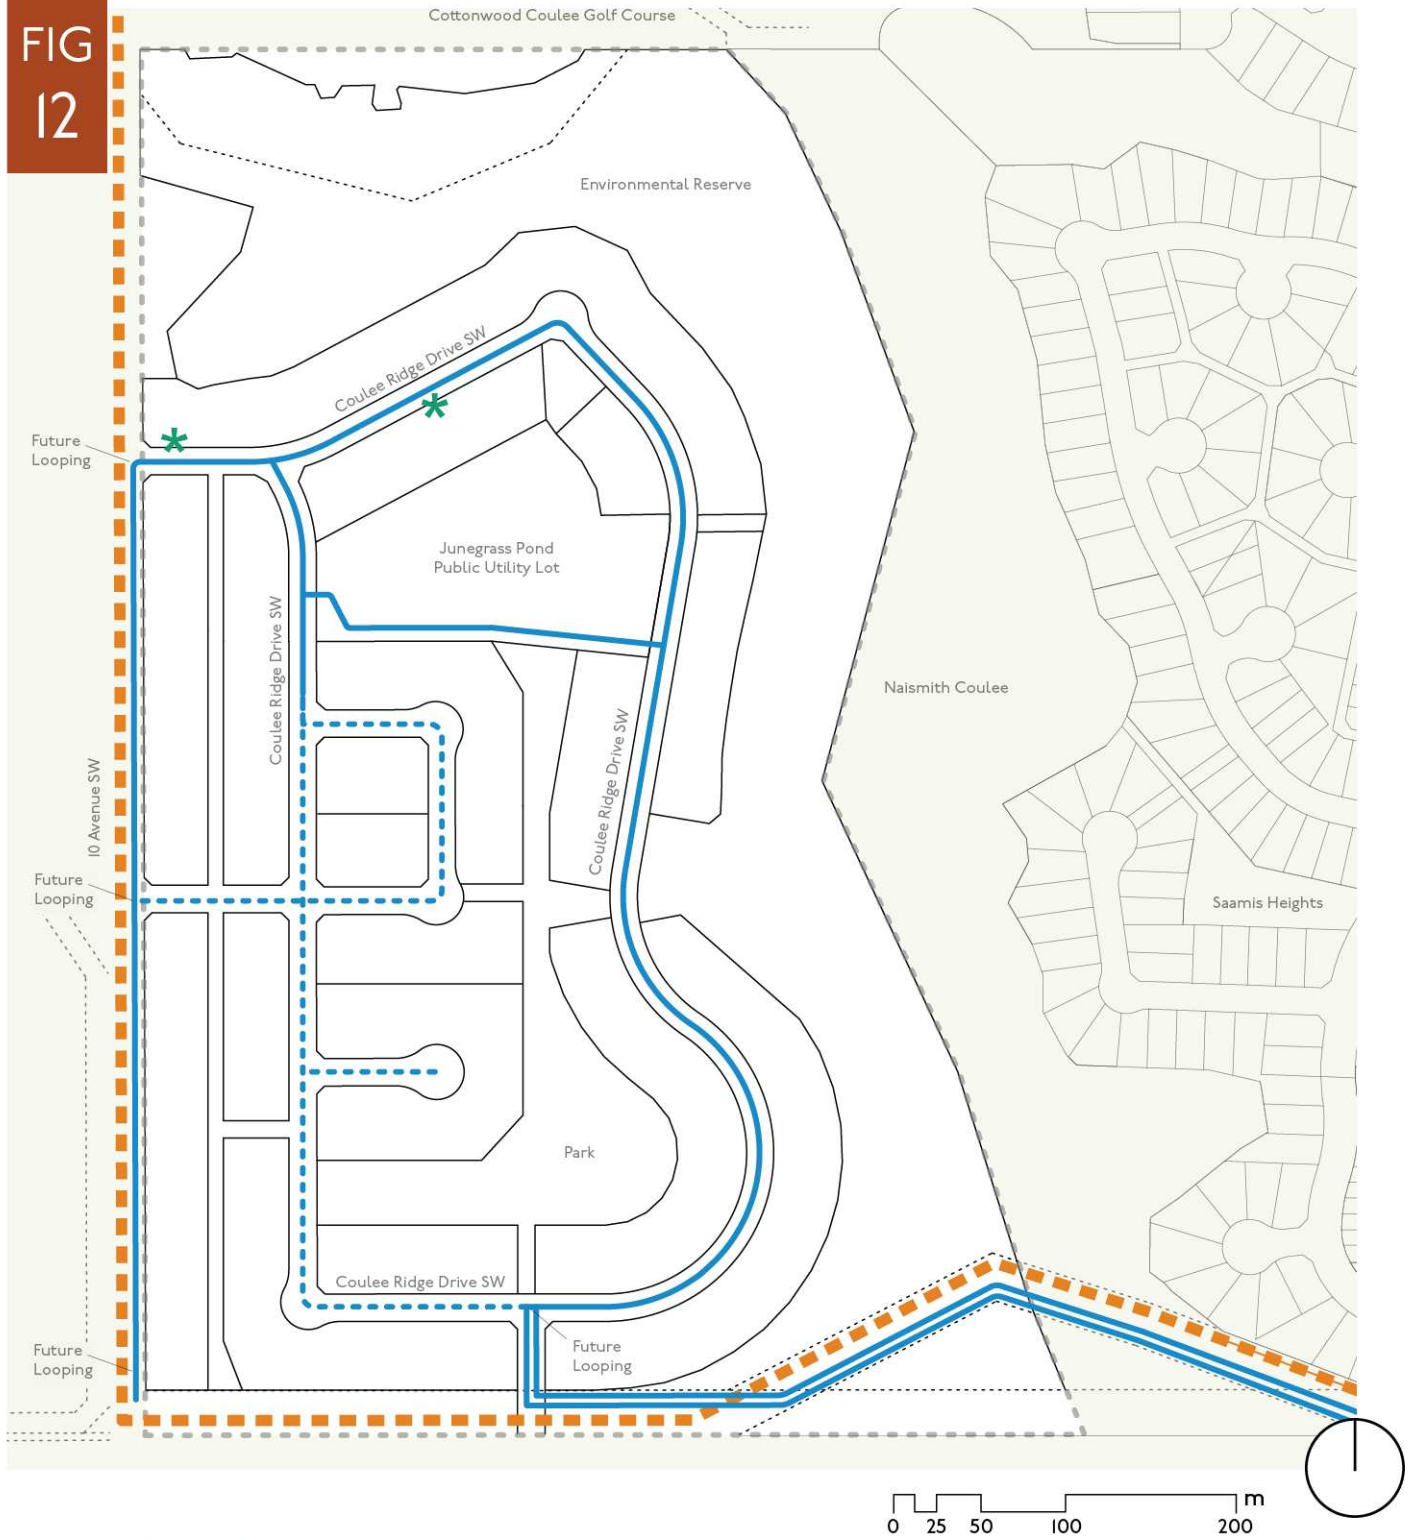 FIG
12
Cottonwood Coulee Golf Course
Environmental Reserve
Coulee Ridge Drive SW
Future
Looping
Junegrass Pond
Public Utility Lot
Coulee Ridge Drive SW
Naismith Coulee
Coulee Ridge Drive SW
10 Avenue SW
Future
Looping
Saamis Heights
Park
Coulee Ridge Drive SW
Future
Looping
Future
Looping
m
0 25 50 100 200